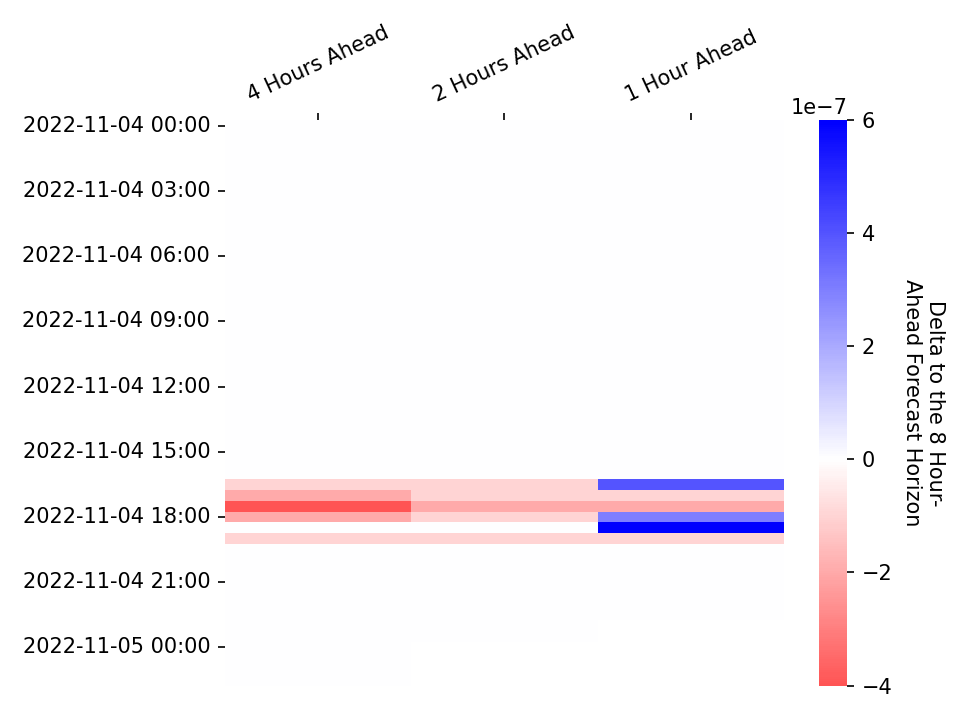 4 Hours Ahead
2 Hours Ahead
1 Hour Ahead
1e−7
2022-11-04 00:00
2022-11-04 03:00
2022-11-04 06:00
2022-11-04 09:00
2022-11-04 12:00
2022-11-04 15:00
2022-11-04 18:00
2022-11-04 21:00
2022-11-05 00:00
6
4
2
0
−2
−4
Delta to the 8 Hour-
Ahead Forecast Horizon